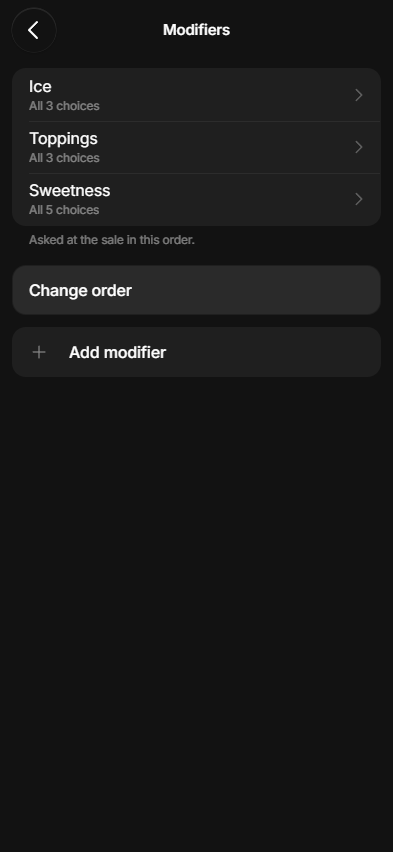 Modifiers
Ice
All 3 choices
Toppings
All 3 choices
Sweetness
All 5 choices
Asked at the sale in this order.
Change order
Add modifier